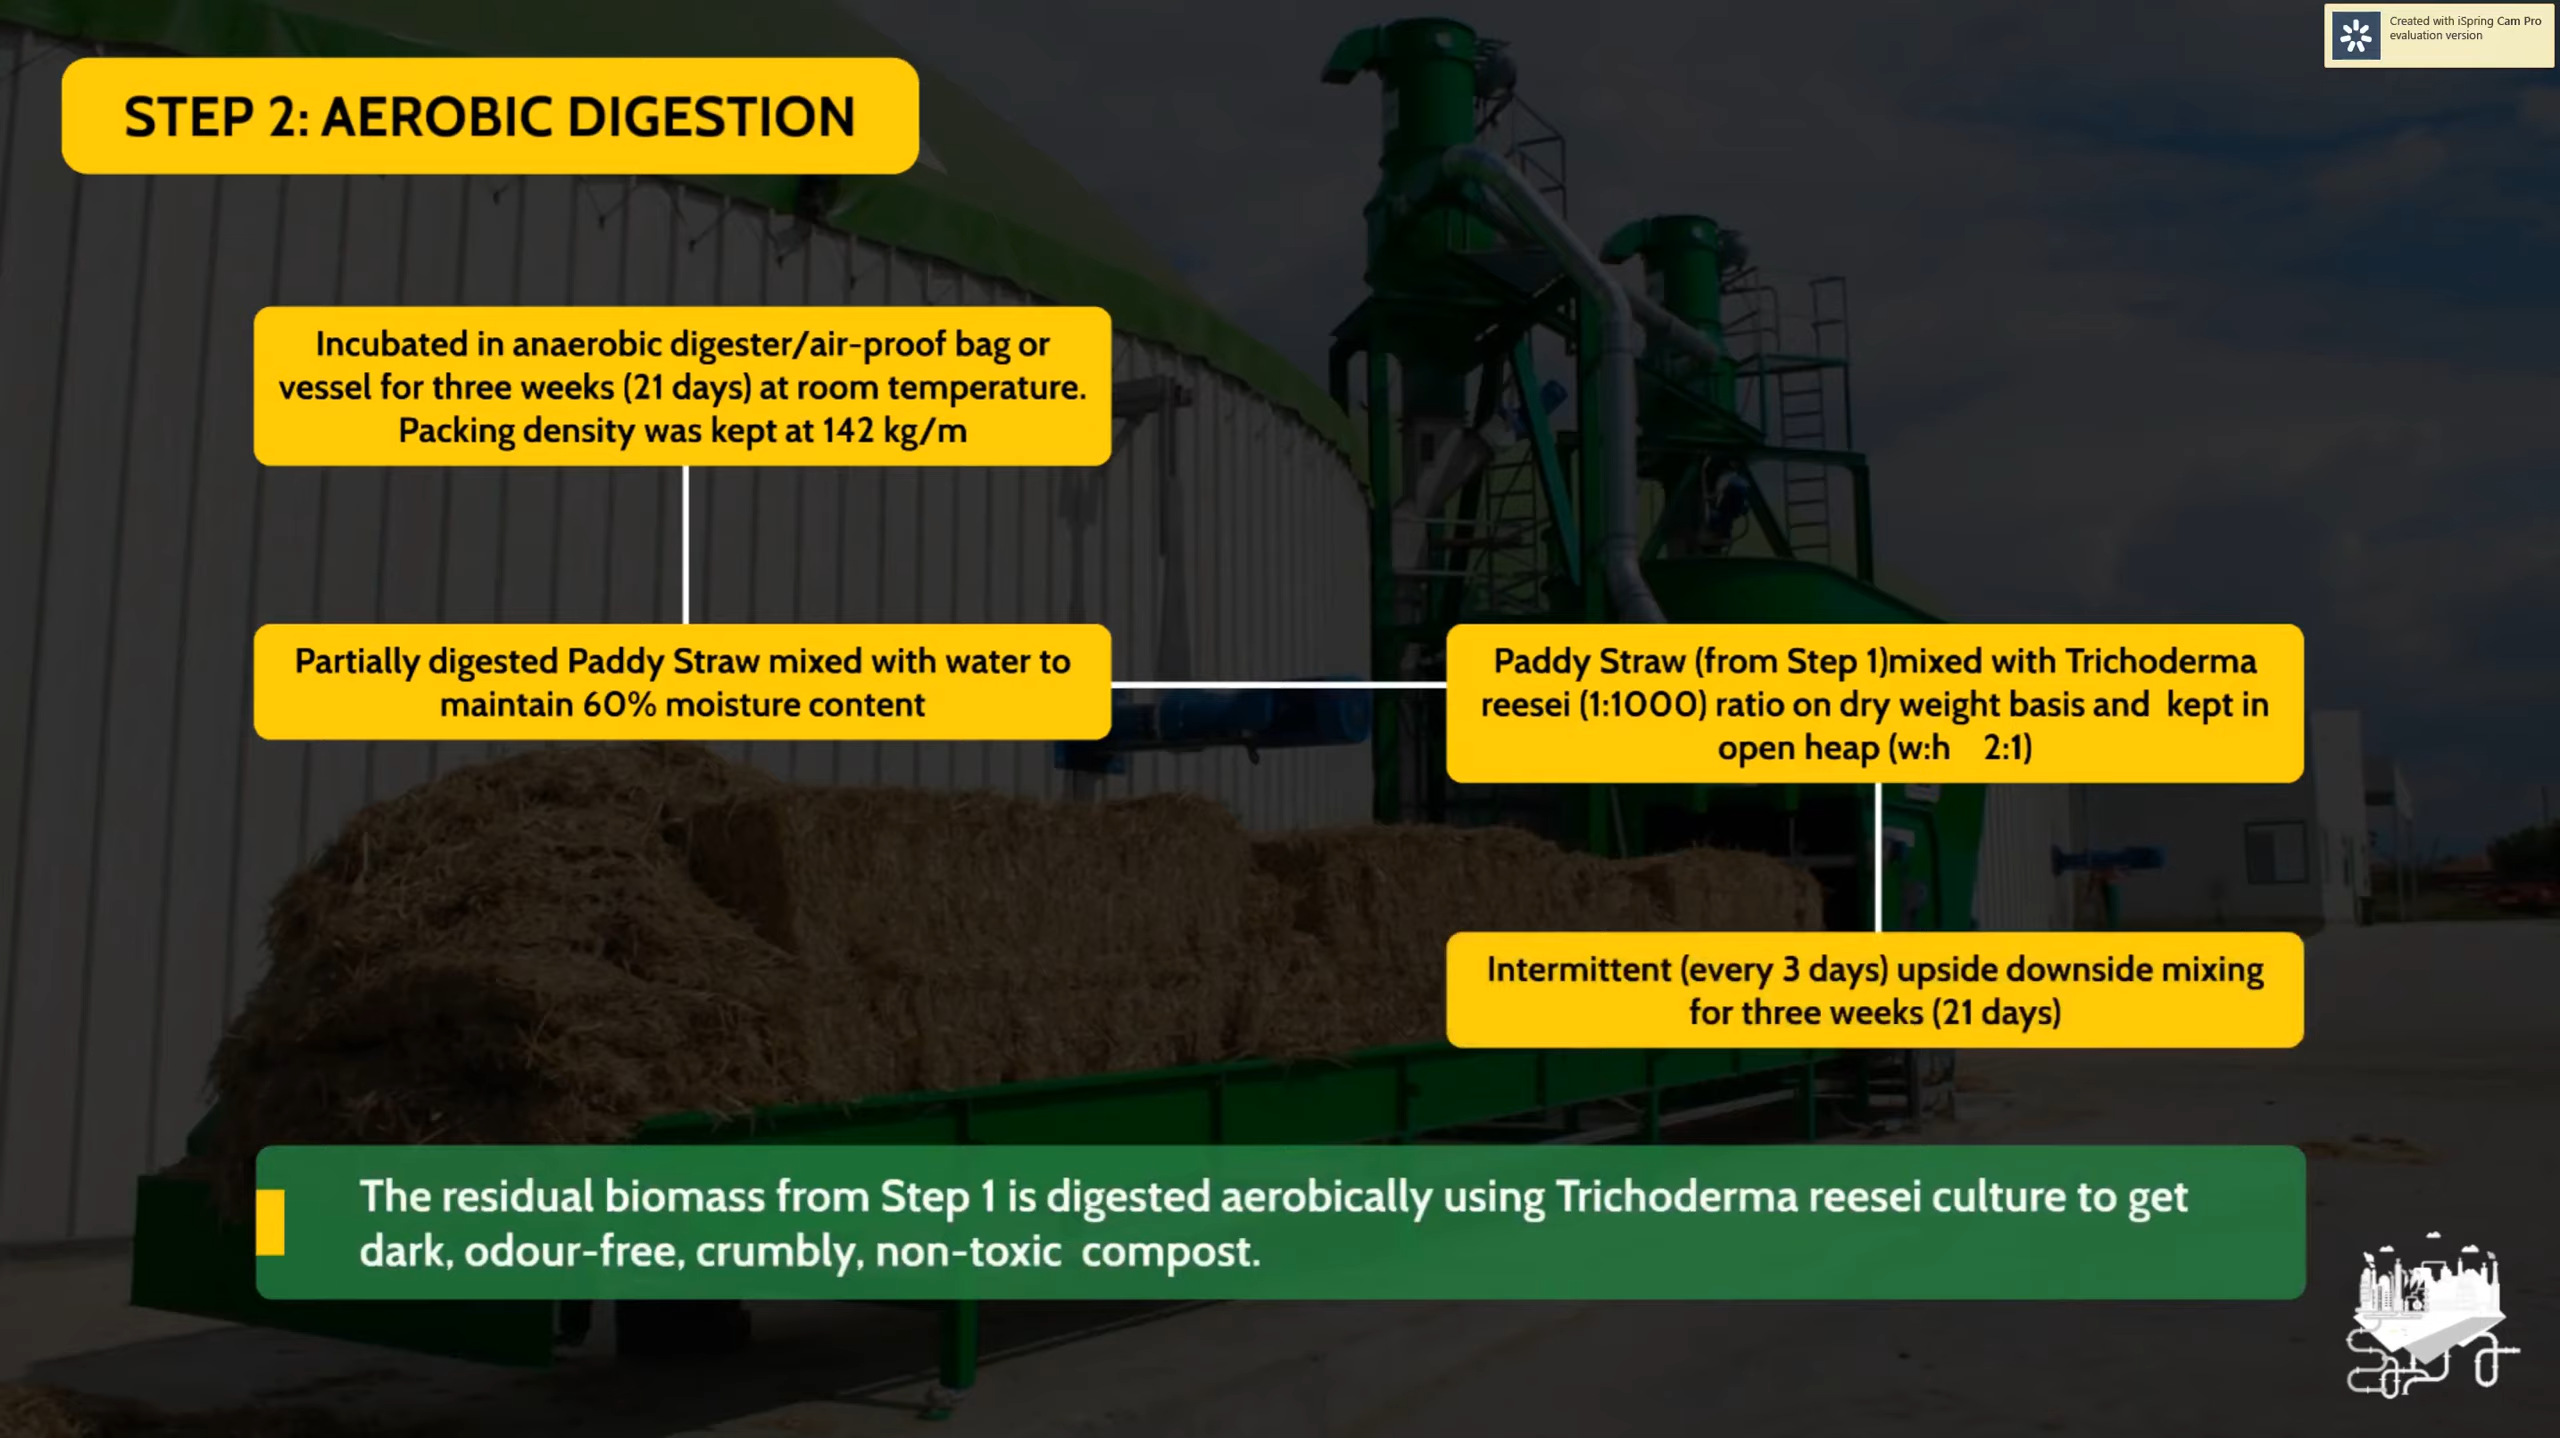 Created with iSpring Cam Pro
evaluation version
STEP 2: AEROBIC DIGESTION
Incubated in anaerobic digester/air-proof bag or
vessel for three weeks (21 days) at room temperature.
Packing density was kept at 142 kg/m
Partially digested Paddy Straw mixed with water to
maintain 60% moisture content
Paddy Straw (from Step 1)mixed with Trichoderma
reesei (1:1000) ratio on dry weight basis and  kept in
open heap (w:h    2:1)
Intermittent (every 3 days) upside downside mixing
for three weeks (21 days)
The residual biomass from Step 1 is digested aerobically using Trichoderma reesei culture to get
dark, odour-free, crumbly, non-toxic  compost.